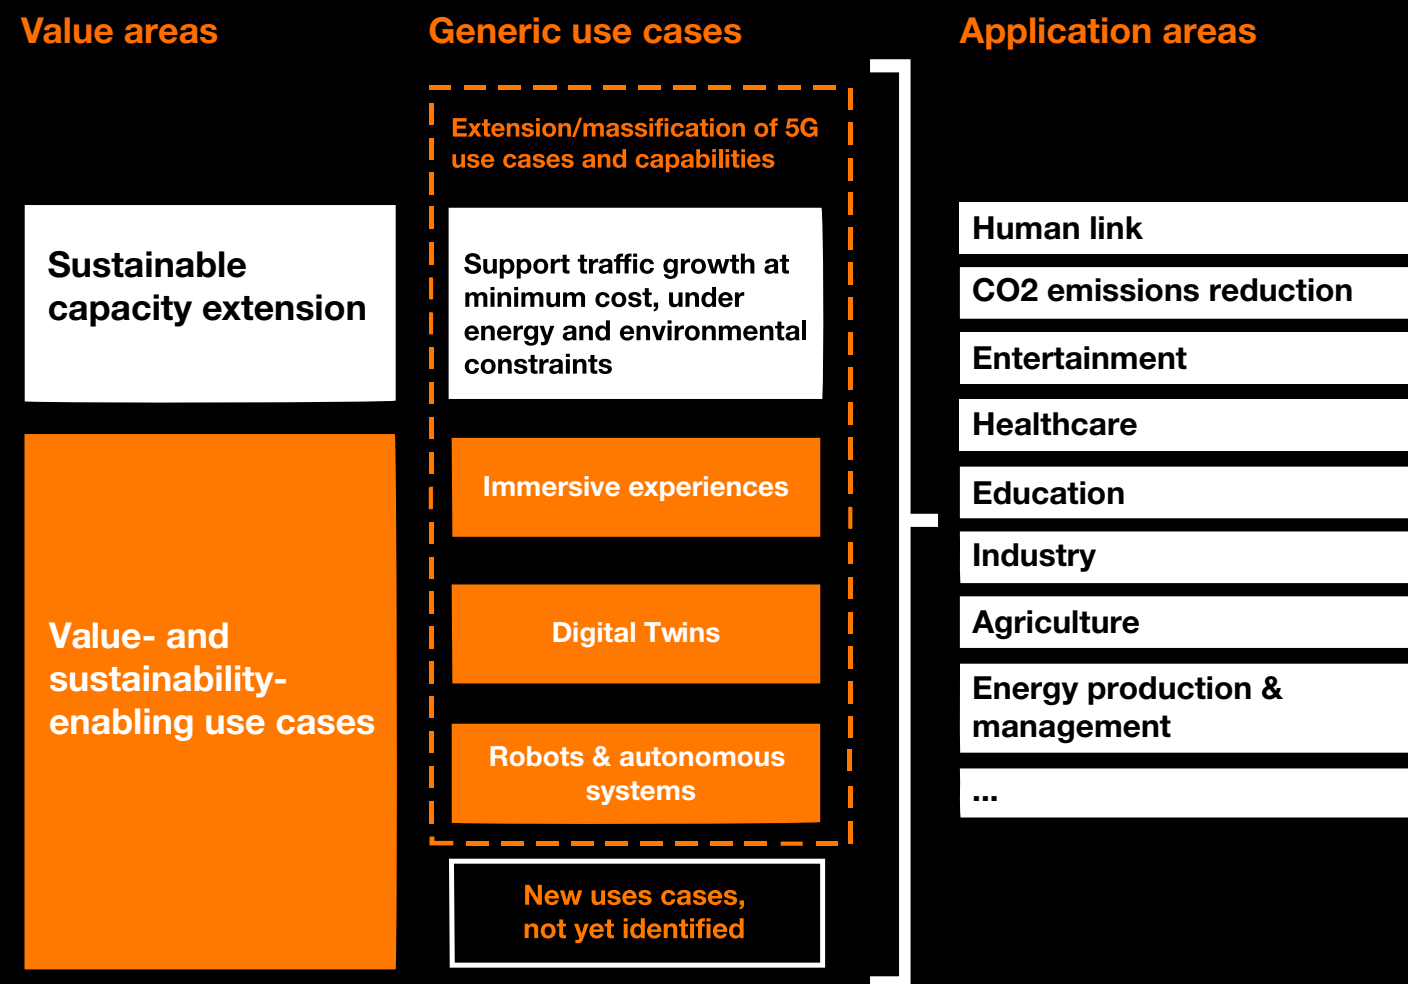 Value areas
Generic use cases
Application areas
Extension/massification of 5G
use cases and capabilities
Sustainable
capacity extension
Support traffic growth at
minimum cost, under
energy and environmental
constraints
Value- and
sustainability-
enabling use cases
Immersive experiences
Digital Twins
Robots & autonomous
systems
New uses cases,
not yet identified
Human link
CO2 emissions reduction
Entertainment
Healthcare
Education
Industry
Agriculture
Energy production &
management
...